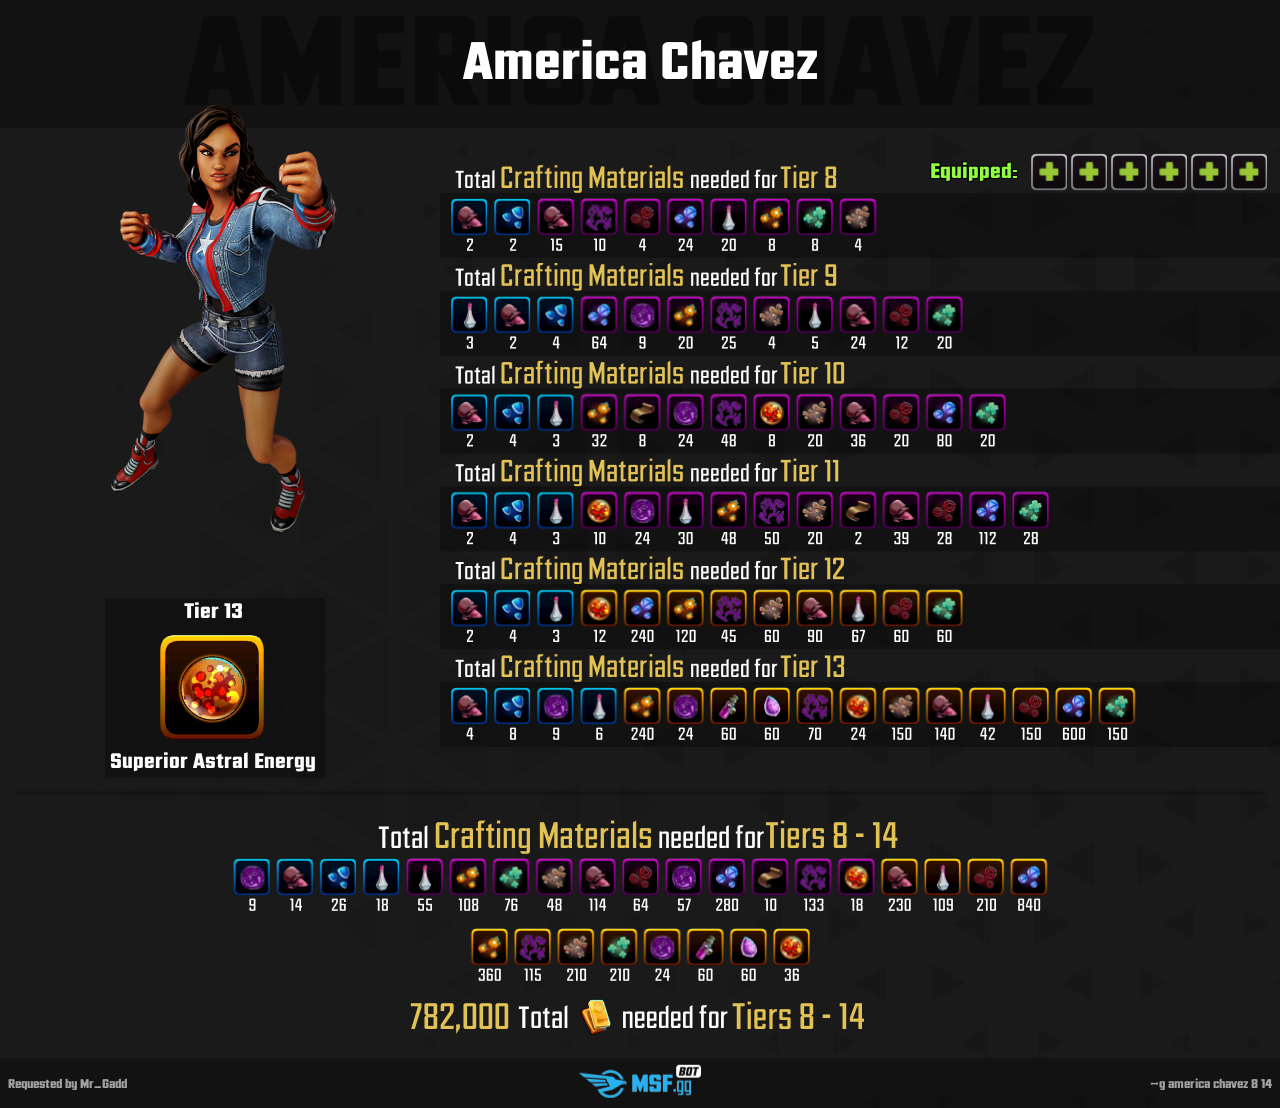 AMERICA CHAVEZ
America Chavez
Equipped:
Total Crafting Materials needed for Tier 8
2 2 15 10 4 24 20 8 8 4
Total Crafting Materials needed for Tier 9
3 2 4 64 9 20 25 4 5 24 12 20
Total Crafting Materials needed for Tier 10
2 4 3 32 8 24 48 8 20 36 20 80 20
Total Crafting Materials needed for Tier 11
2 4 3 10 24 30 48 50 20 2 39 28 112 28
Total Crafting Materials needed for Tier 12
2 4 3 12 240 120 45 60 90 67 60 60
Total Crafting Materials needed for Tier 13
4 8 9 6 240 24 60 60 70 24 150 140 42 150 600 150
Tier 13
Superior Astral Energy
Total Crafting Materials needed for Tiers 8 - 14
9 14 26 18 55 108 76 48 114 64 57 280 10 133 18 230 109 210 840
360 115 210 210 24 60 60 36
782,000 Total needed for Tiers 8 - 14
Requested by Mr_Gadd
MSF.gg BOT
~g america chavez 8 14